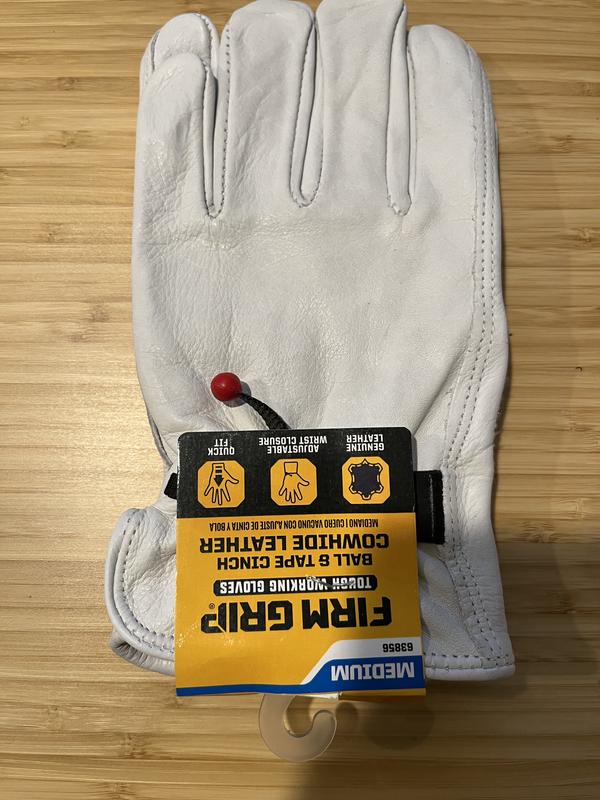 MEDIUM
63856
FIRM GRIP®
TOUGH WORKING GLOVES
BALL & TAPE CINCH
COWHIDE LEATHER
MEDIANO | CUERO VACUNO CON AJUSTE DE CINTA Y BOLA
GENUINE
LEATHER
ADJUSTABLE
WRIST CLOSURE
QUICK
FIT